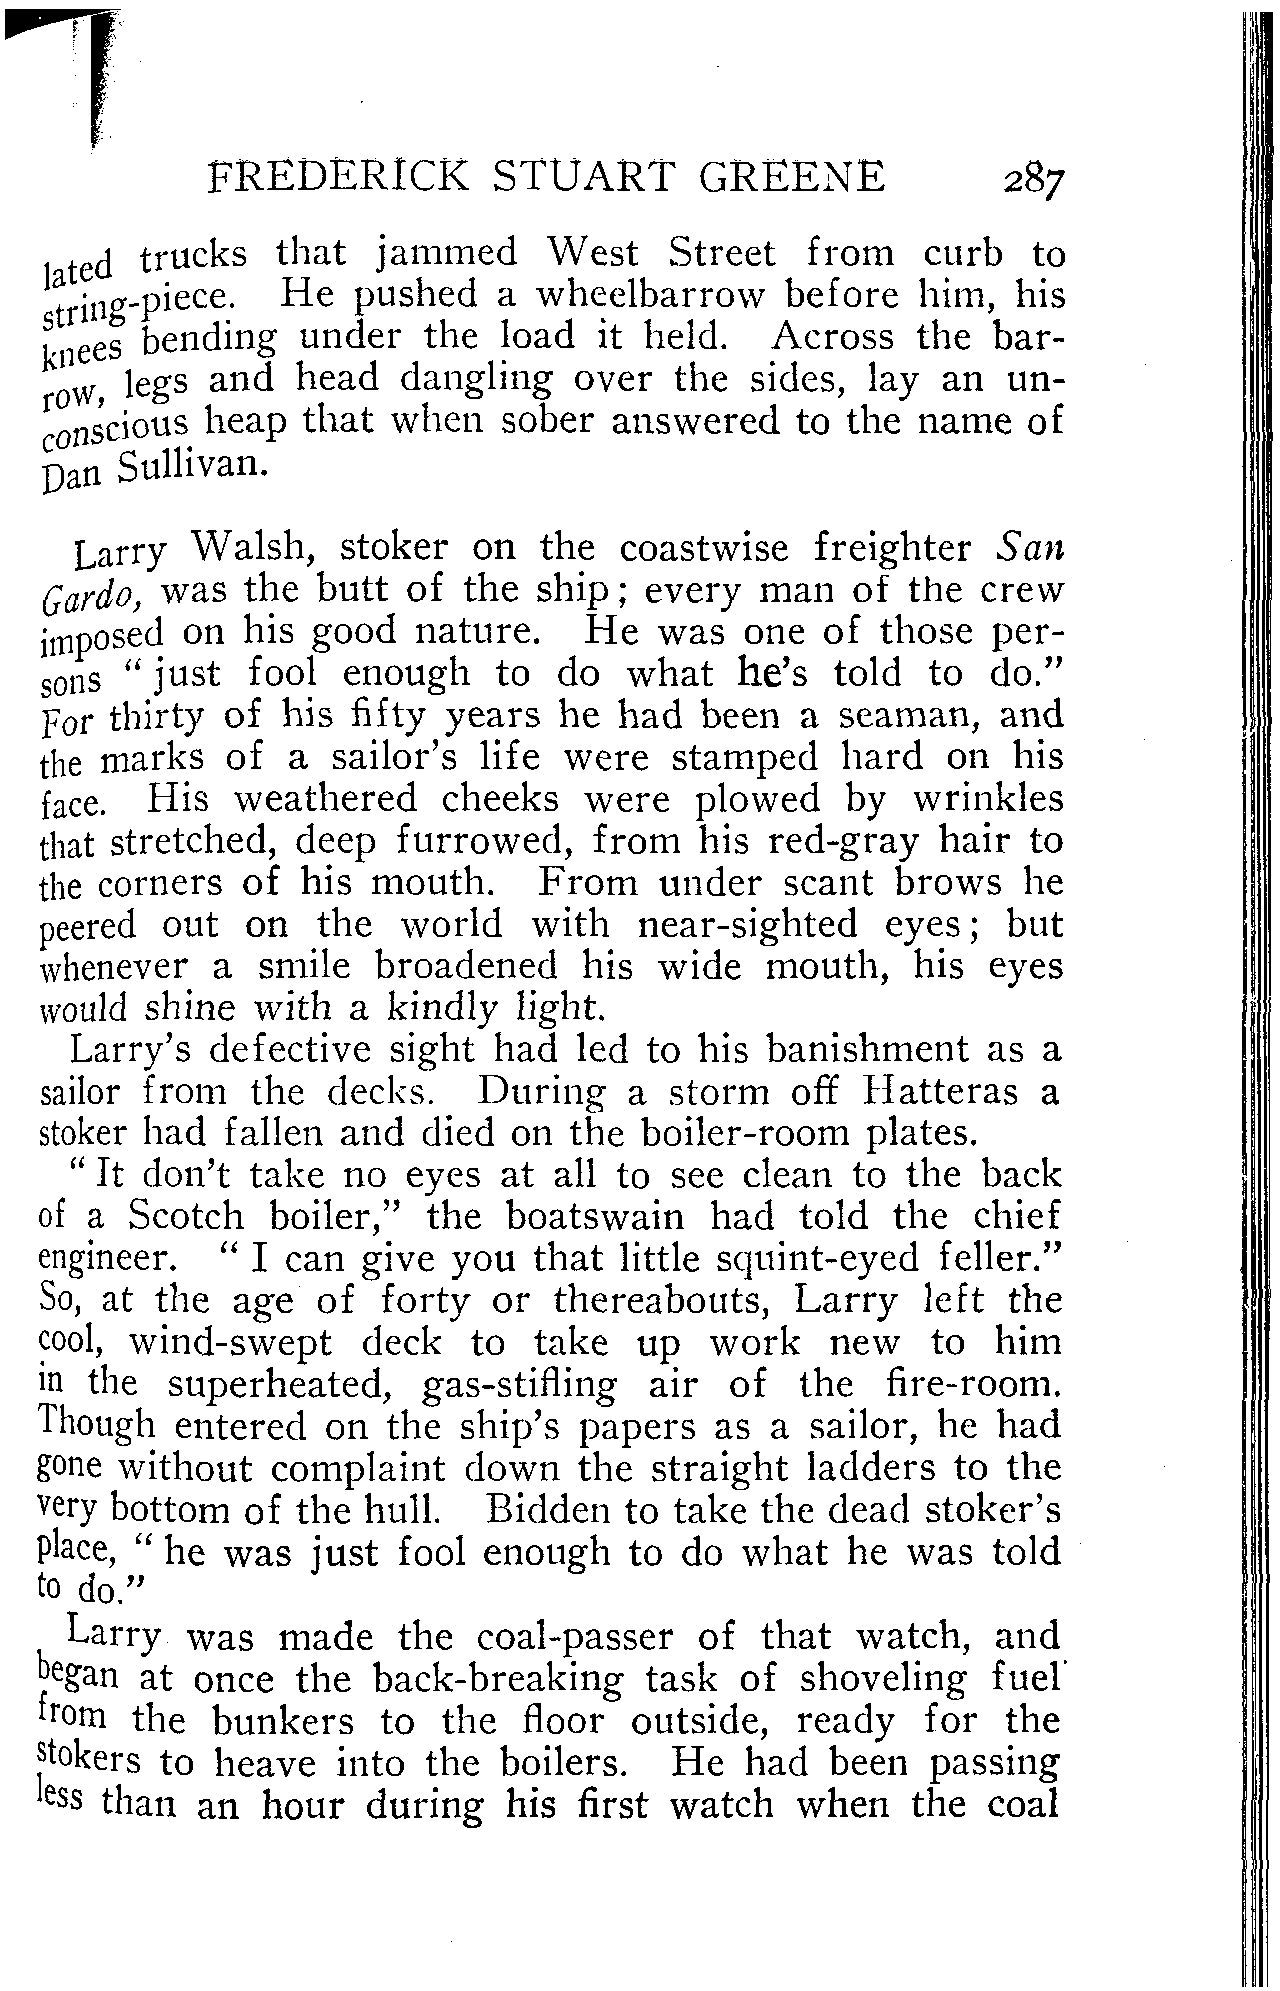 FREDERICK STUART GREENE 287
lated trucks that jammed West Street from curb to
string-piece. He pushed a wheelbarrow before him, his
knees bending under the load it held. Across the bar-
row, legs and head dangling over the sides, lay an un-
conscious heap that when sober answered to the name of
Dan Sullivan.
Larry Walsh, stoker on the coastwise freighter San
Gardo, was the butt of the ship; every man of the crew
imposed on his good nature. He was one of those per-
sons "just fool enough to do what he's told to do."
For thirty of his fifty years he had been a seaman, and
the marks of a sailor's life were stamped hard on his
face. His weathered cheeks were plowed by wrinkles
that stretched, deep furrowed, from his red-gray hair to
the corners of his mouth. From under scant brows he
peered out on the world with near-sighted eyes; but
whenever a smile broadened his wide mouth, his eyes
would shine with a kindly light.
Larry's defective sight had led to his banishment as a
sailor from the decks. During a storm off Hatteras a
stoker had fallen and died on the boiler-room plates.
"It don't take no eyes at all to see clean to the back
of a Scotch boiler," the boatswain had told the chief
engineer. "I can give you that little squint-eyed feller."
So, at the age of forty or thereabouts, Larry left the
cool, wind-swept deck to take up work new to him
in the superheated, gas-stifling air of the fire-room.
Though entered on the ship's papers as a sailor, he had
gone without complaint down the straight ladders to the
very bottom of the hull. Bidden to take the dead stoker's
place, "he was just fool enough to do what he was told
to do."
Larry was made the coal-passer of that watch, and
began at once the back-breaking task of shoveling fuel
from the bunkers to the floor outside, ready for the
stokers to heave into the boilers. He had been passing
less than an hour during his first watch when the coal